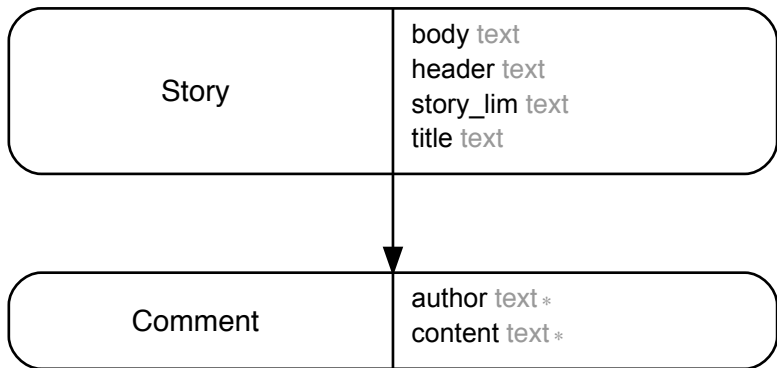 Story
body text
header text
story_lim text
title text
Comment
author text *
content text *